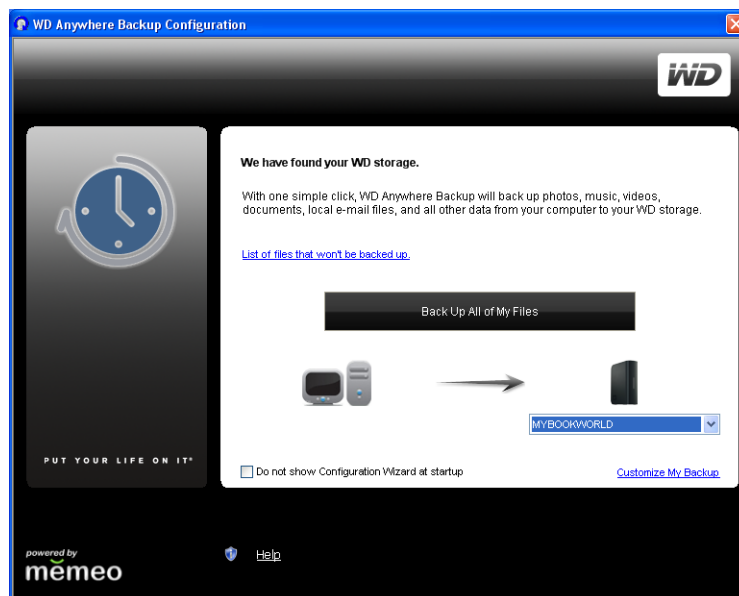 WD Anywhere Backup Configuration
WD
We have found your WD storage.
With one simple click, WD Anywhere Backup will back up photos, music, videos,
documents, local e-mail files, and all other data from your computer to your WD storage.
List of files that won't be backed up.
Back Up All of My Files
MYBOOKWORLD
PUT YOUR LIFE ON IT®
Do not show Configuration Wizard at startup
Customize My Backup
powered by
memeo
Help